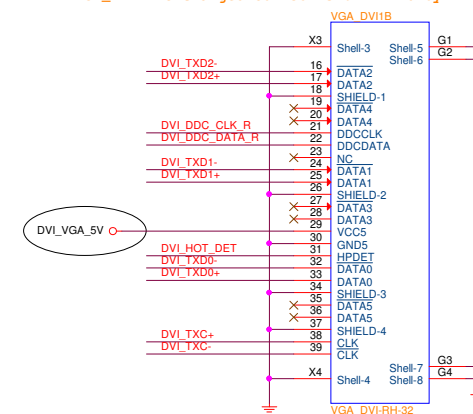 VGA_DVI1B
X3 Shell-3 Shell-5 G1
Shell-6 G2
DVI_TXD2- 16 DATA2
DVI_TXD2+ 17 DATA2
18 SHIELD-1
19 DATA4
20 DATA4
DVI_DDC_CLK_R 21 DDCCLK
DVI_DDC_DATA_R 22 DDCDATA
23 NC
DVI_TXD1- 24 DATA1
DVI_TXD1+ 25 DATA1
26 SHIELD-2
27 DATA3
28 DATA3
DVI_VGA_5V 29 VCC5
30 GND5
DVI_HOT_DET 31 HPDET
DVI_TXD0- 32 DATA0
DVI_TXD0+ 33 DATA0
34 SHIELD-3
35 DATA5
36 DATA5
37 SHIELD-4
DVI_TXC+ 38 CLK
DVI_TXC- 39 CLK
Shell-7 G3
X4 Shell-4 Shell-8 G4
VGA_DVI-RH-32